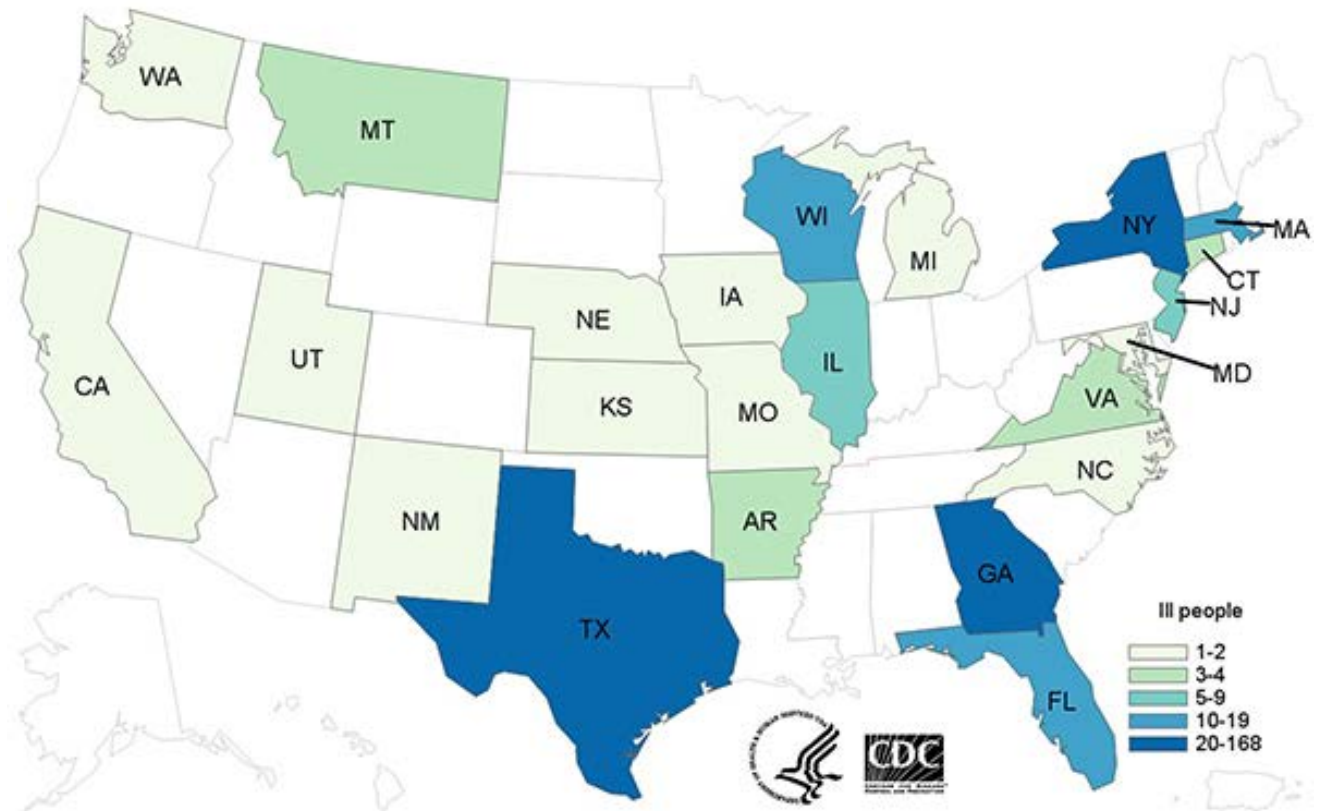 WA
MT
WI
NY
MA
MI
CT
IA
NJ
NE
UT
IL
MD
CA
VA
KS
MO
NC
NM
AR
GA
TX
Ill people
1-2
3-4
5-9
10-19
20-168
FL
CDC